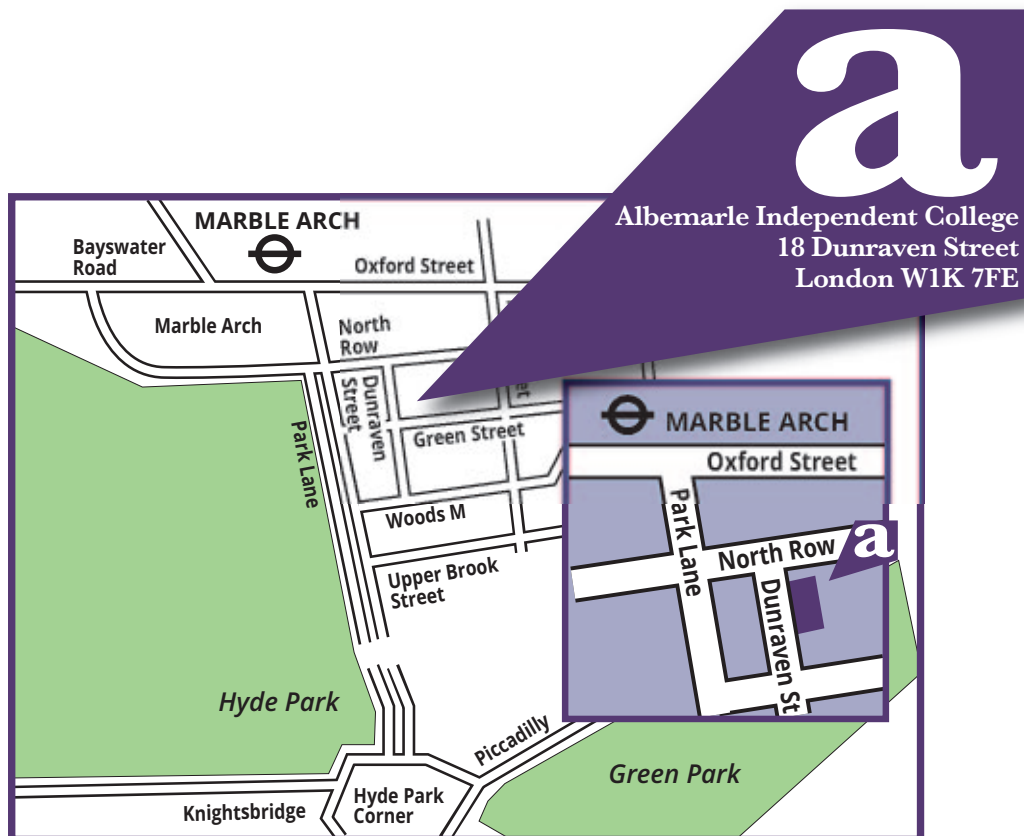 a
Albemarle Independent College
18 Dunraven Street
London W1K 7FE
MARBLE ARCH
Bayswater
Road
Oxford Street
Marble Arch
North
Row
Dunraven
Street
Park Lane
Green Street
Woods M
Upper Brook
Street
Hyde Park
Piccadilly
Knightsbridge
Hyde Park
Corner
Green Park
MARBLE ARCH
Oxford Street
Park Lane
North Row
a
Dunraven St